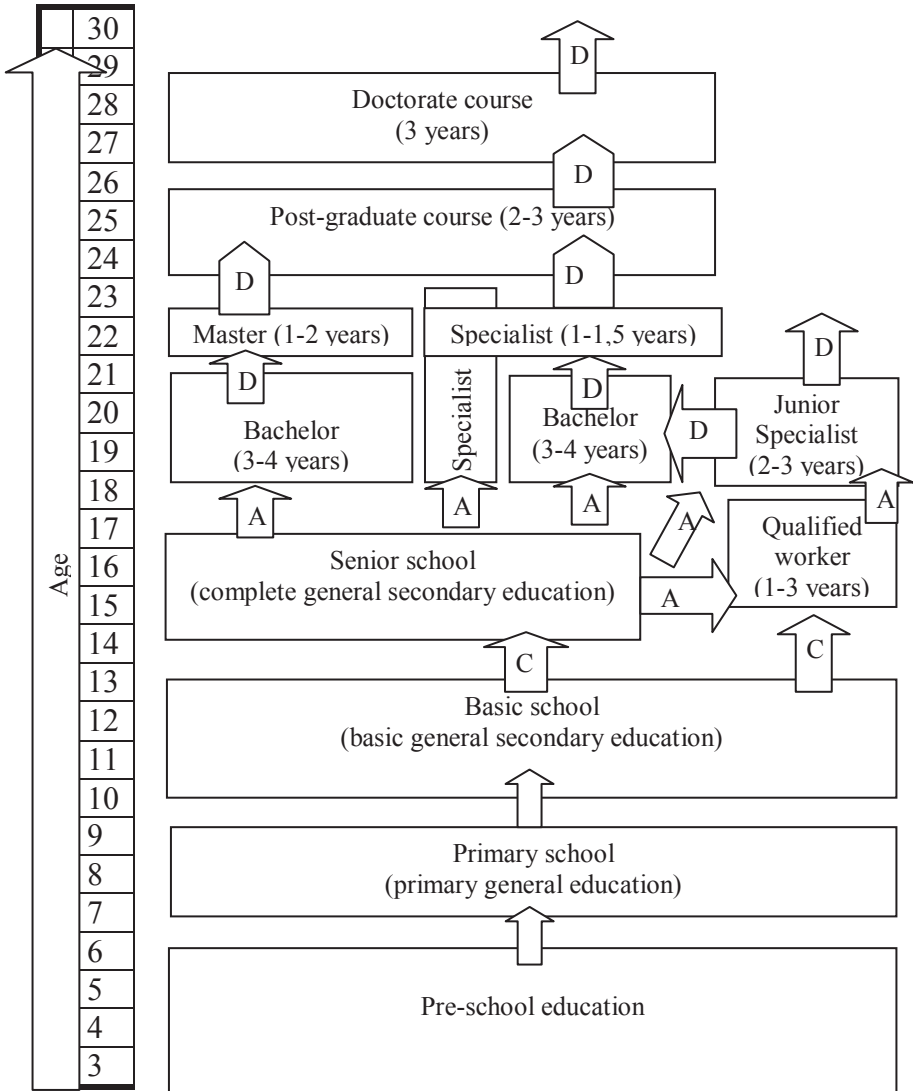 30
29
28
27
26
25
24
23
22
21
20
19
18
17
16
15
14
13
12
11
10
9
8
7
6
5
4
3
Age
D
Doctorate course
(3 years)
D
Post-graduate course (2-3 years)
D
D
Master (1-2 years)
Specialist (1-1,5 years)
D
D
D
Specialist
Bachelor
(3-4 years)
Bachelor
(3-4 years)
D
Junior
Specialist
(2-3 years)
A
A
A
A
A
Senior school
(complete general secondary education)
A
Qualified
worker
(1-3 years)
C
C
Basic school
(basic general secondary education)
Primary school
(primary general education)
Pre-school education